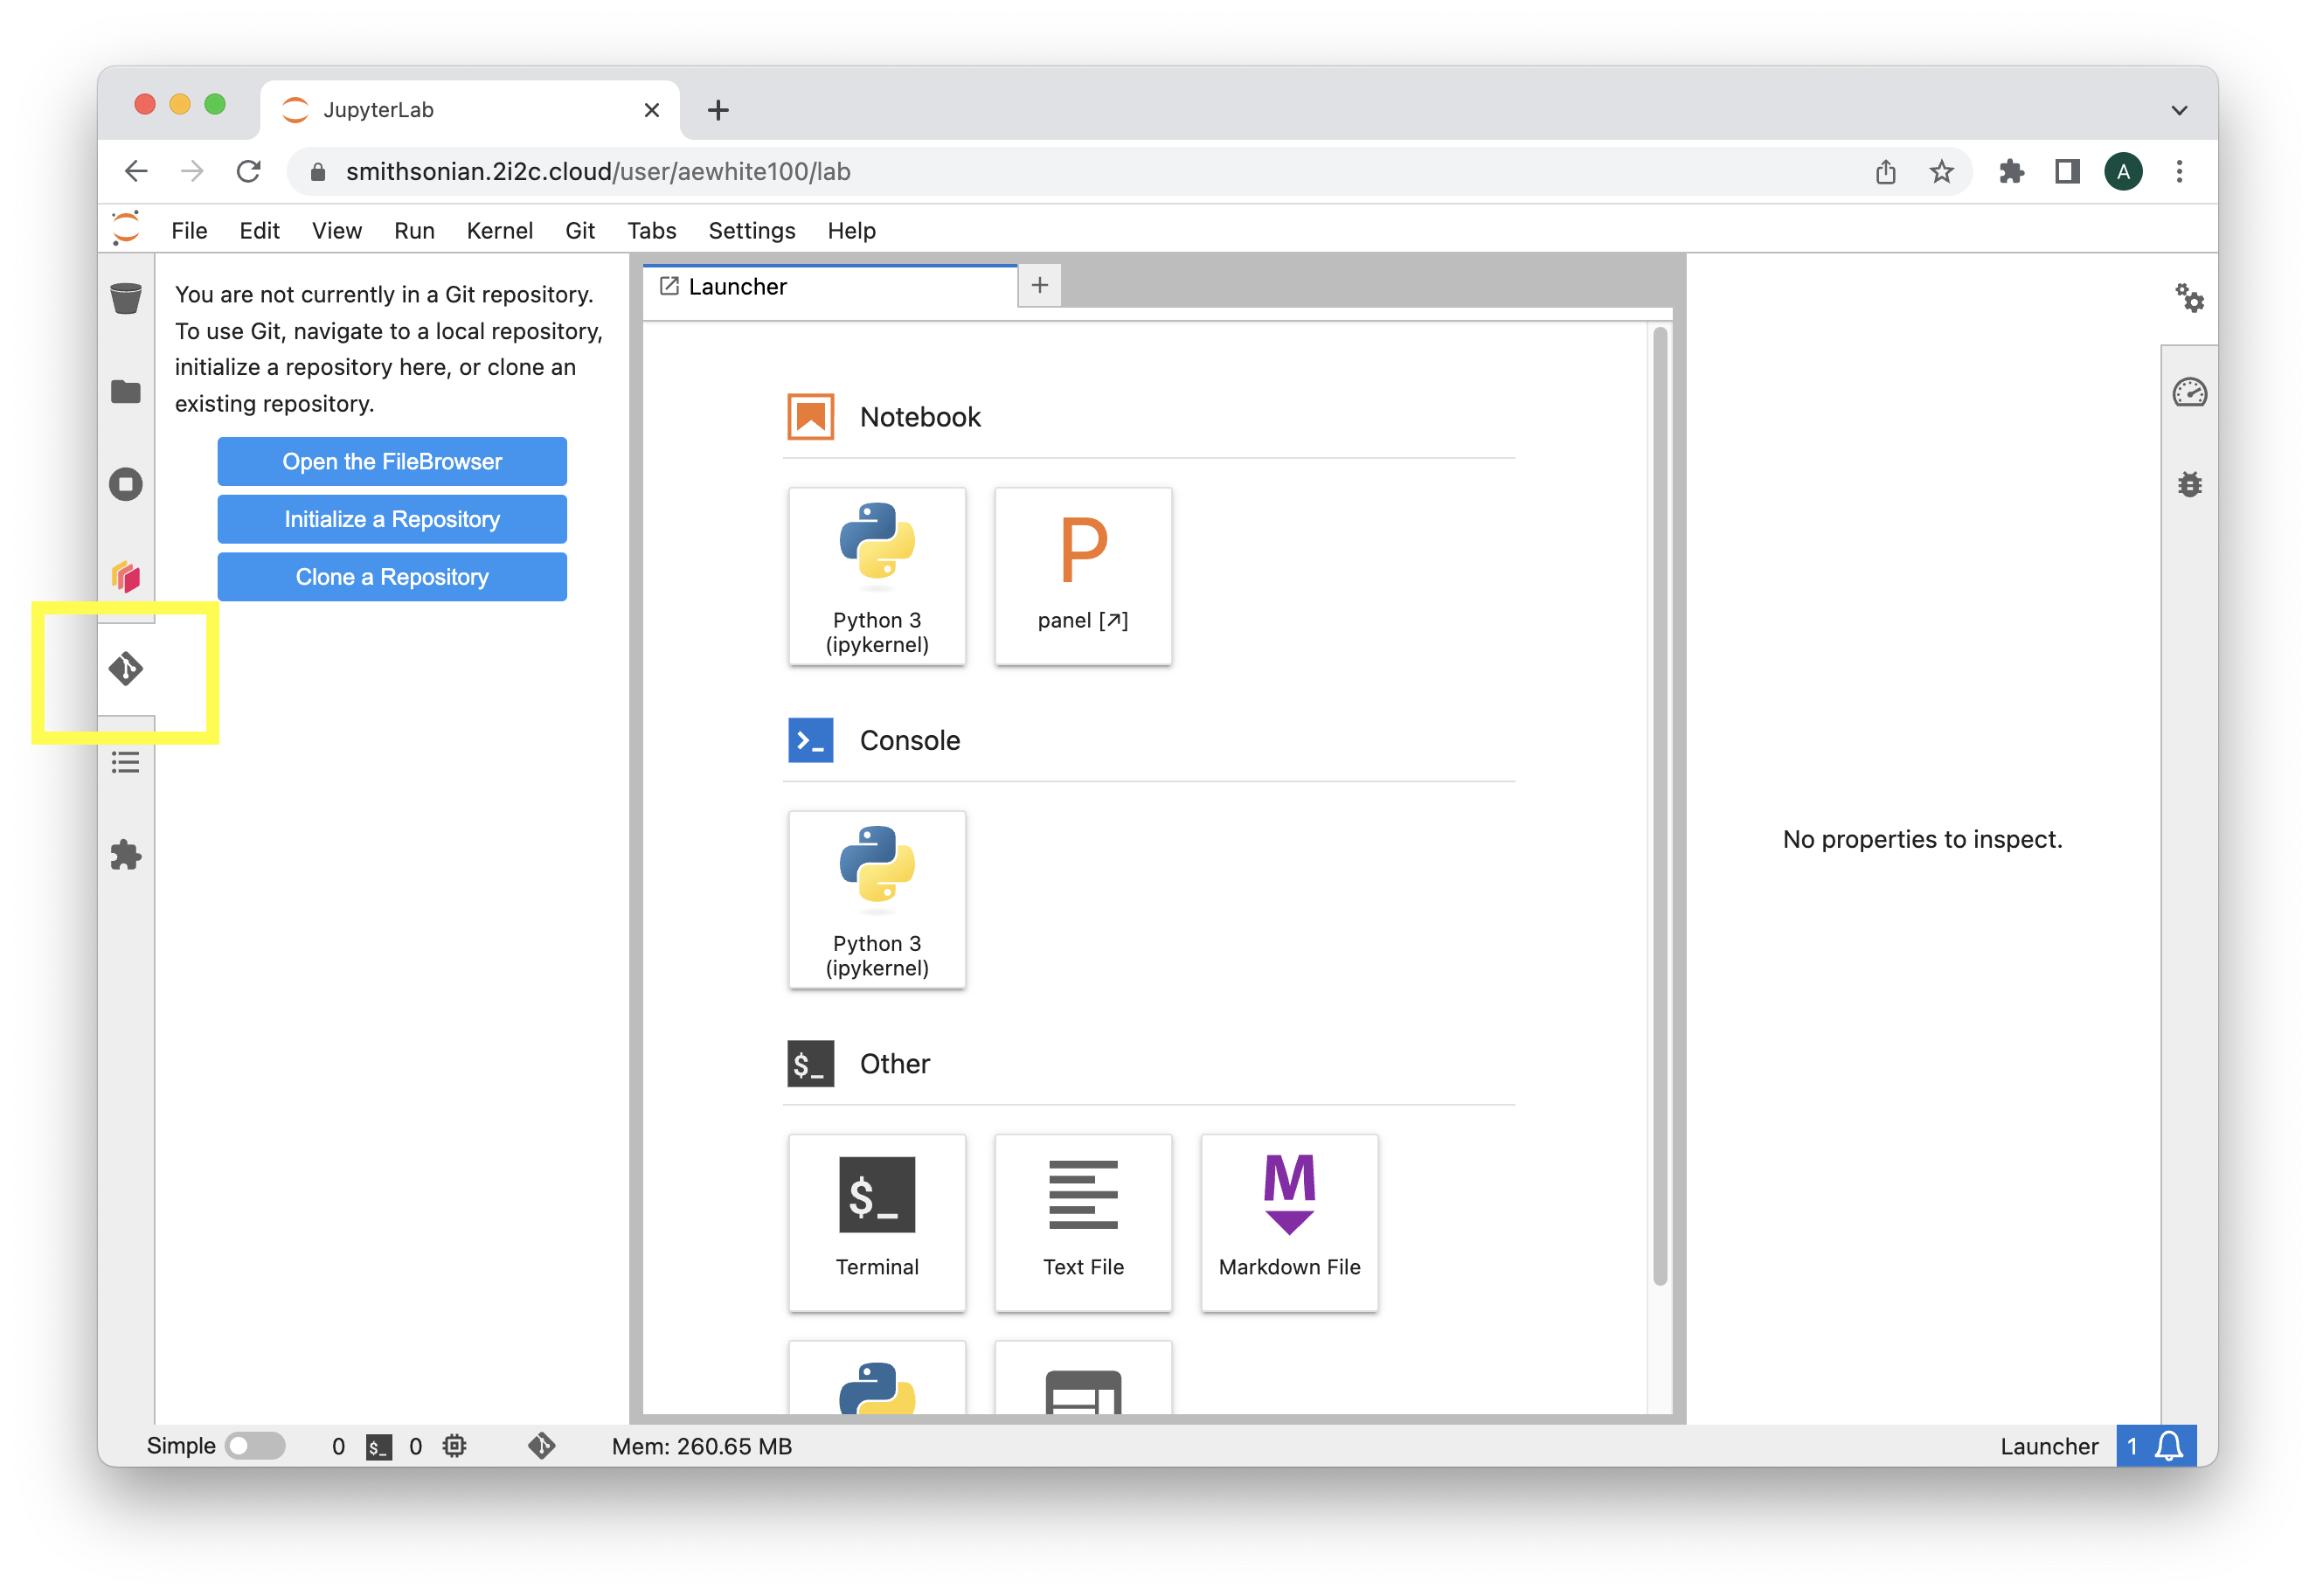 JupyterLab
smithsonian.2i2c.cloud/user/aewhite100/lab
A
File Edit View Run Kernel Git Tabs Settings Help
You are not currently in a Git repository.
To use Git, navigate to a local repository,
initialize a repository here, or clone an
existing repository.
Open the FileBrowser
Initialize a Repository
Clone a Repository
Launcher
Notebook
Python 3
(ipykernel)
P
panel [↗]
Console
>_
Python 3
(ipykernel)
$_
Other
$_
Terminal
Text File
M
Markdown File
No properties to inspect.
Simple 0 $_ 0 Mem: 260.65 MB Launcher 1